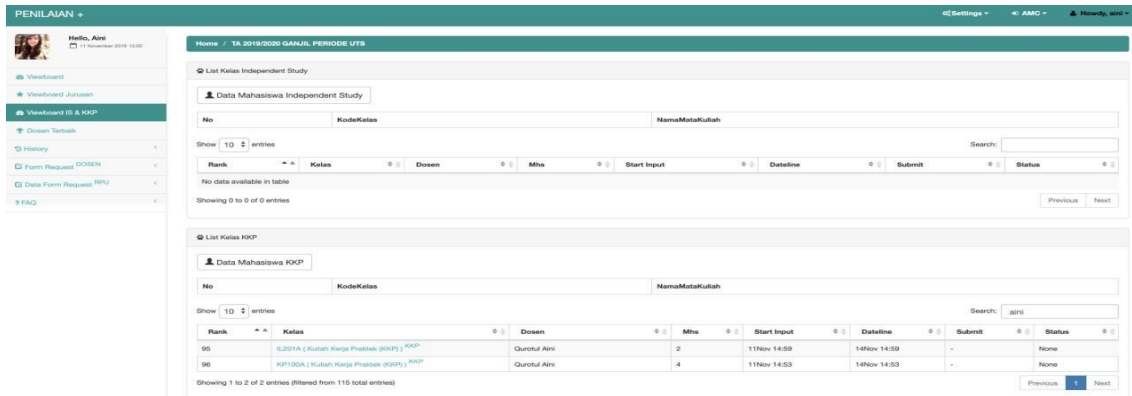 PENILAIAN +
Settings
AMC
Howdy, aini
Hello, Aini
11 November 2019 15:02
Viewboard
Viewboard Jurusan
Viewboard IS & KKP
Dosen Terbaik
History
Form Request DOSEN
Data Form Request RPU
? FAQ
Home / TA 2019/2020 GANJIL PERIODE UTS
List Kelas Independent Study
Data Mahasiswa Independent Study
No KodeKelas NamaMataKuliah
Show 10 entries Search:
Rank Kelas Dosen Mhs Start Input Dateline Submit Status
No data available in table
Showing 0 to 0 of 0 entries
Previous Next
List Kelas KKP
Data Mahasiswa KKP
No KodeKelas NamaMataKuliah
Show 10 entries Search: aini
Rank Kelas Dosen Mhs Start Input Dateline Submit Status
95 IL201A ( Kuliah Kerja Praktek (KKP) ) KKP Qurotul Aini 2 11Nov 14:59 14Nov 14:59 - None
96 KP100A ( Kuliah Kerja Praktek (KKP) ) KKP Qurotul Aini 4 11Nov 14:53 14Nov 14:53 - None
Showing 1 to 2 of 2 entries (filtered from 115 total entries)
Previous 1 Next